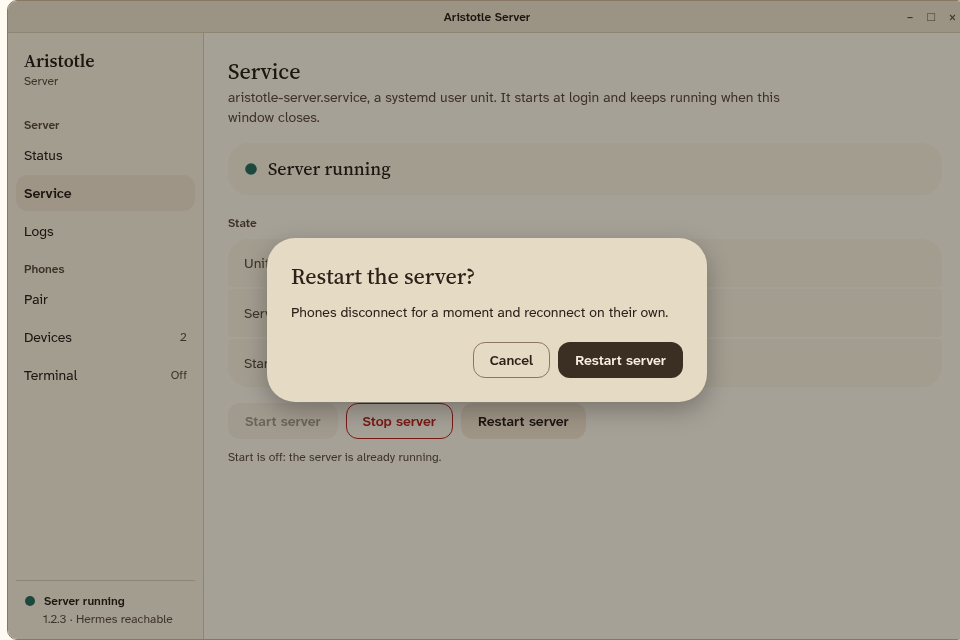 Aristotle Server
Aristotle
Server
Server
Status
Service
Logs
Phones
Pair
Devices 2
Terminal Off
Server running
1.2.3 · Hermes reachable
Service
aristotle-server.service, a systemd user unit. It starts at login and keeps running when this
window closes.
Server running
State
Restart the server?
Phones disconnect for a moment and reconnect on their own.
Cancel Restart server
Start server Stop server Restart server
Start is off: the server is already running.